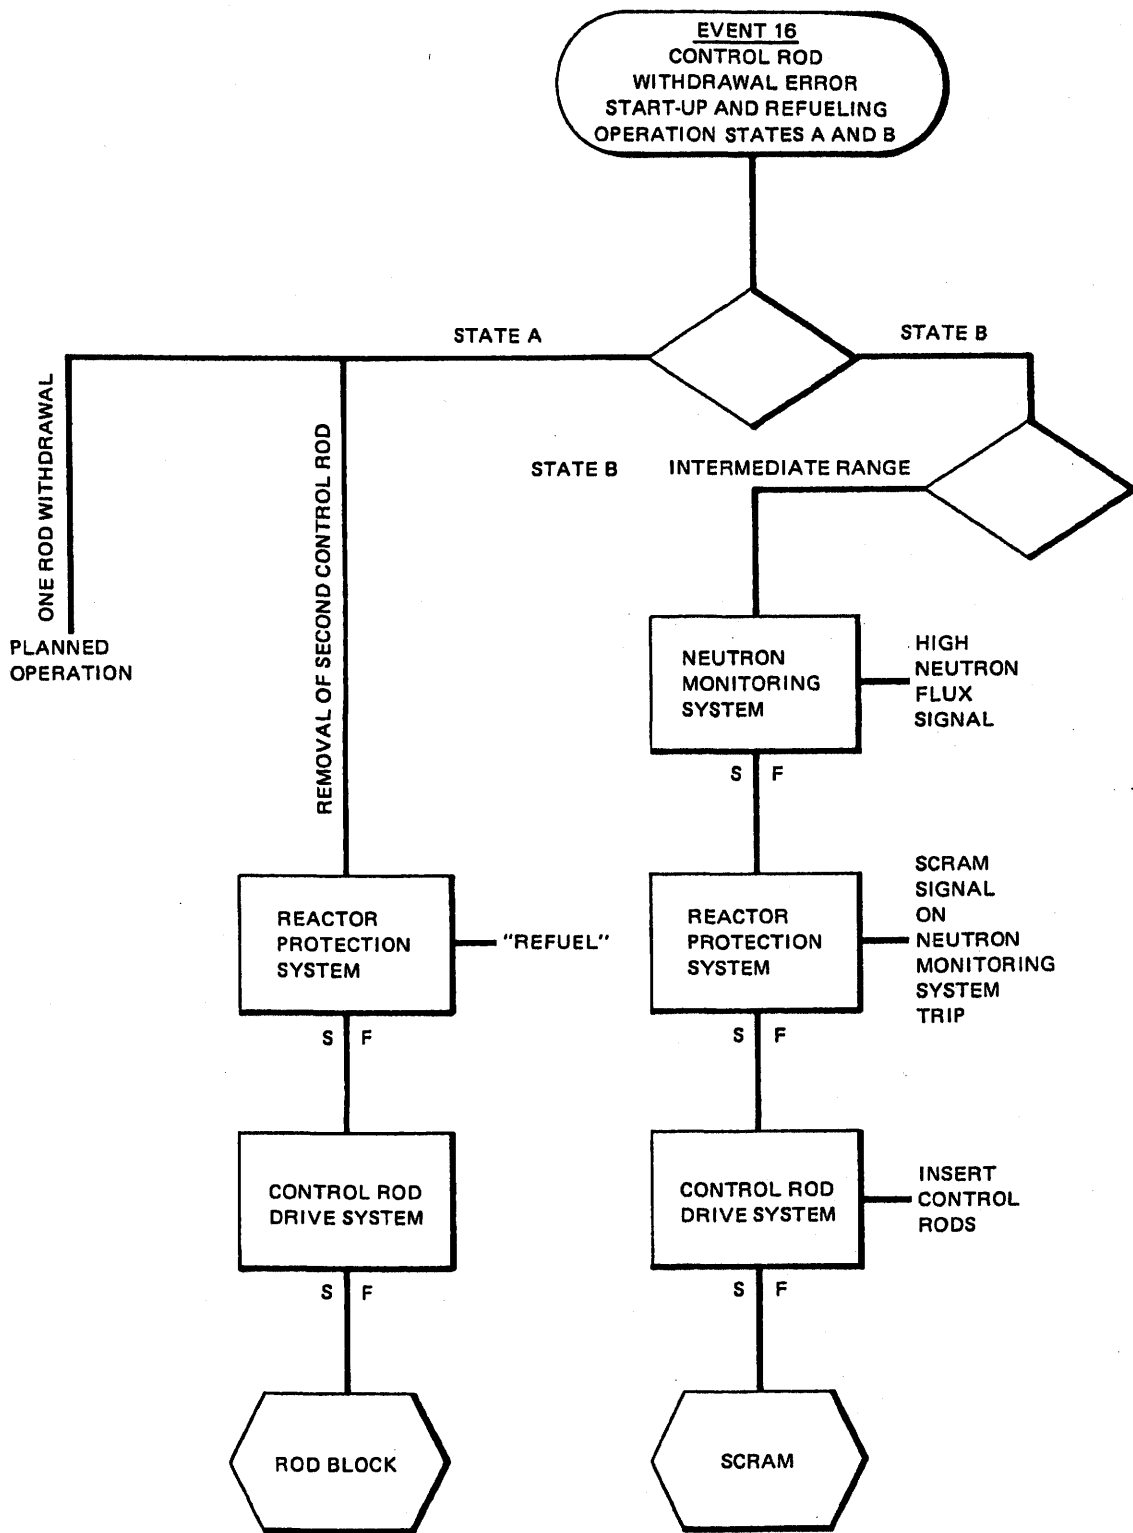 EVENT 16
CONTROL ROD
WITHDRAWAL ERROR
START-UP AND REFUELING
OPERATION STATES A AND B
STATE A
STATE B
ONE ROD WITHDRAWAL
PLANNED
OPERATION
REMOVAL OF SECOND CONTROL ROD
STATE B INTERMEDIATE RANGE
NEUTRON
MONITORING
SYSTEM
HIGH
NEUTRON
FLUX
SIGNAL
S F
REACTOR
PROTECTION
SYSTEM
"REFUEL"
S F
REACTOR
PROTECTION
SYSTEM
SCRAM
SIGNAL
ON
NEUTRON
MONITORING
SYSTEM
TRIP
S F
CONTROL ROD
DRIVE SYSTEM
S F
CONTROL ROD
DRIVE SYSTEM
INSERT
CONTROL
RODS
S F
ROD BLOCK
SCRAM